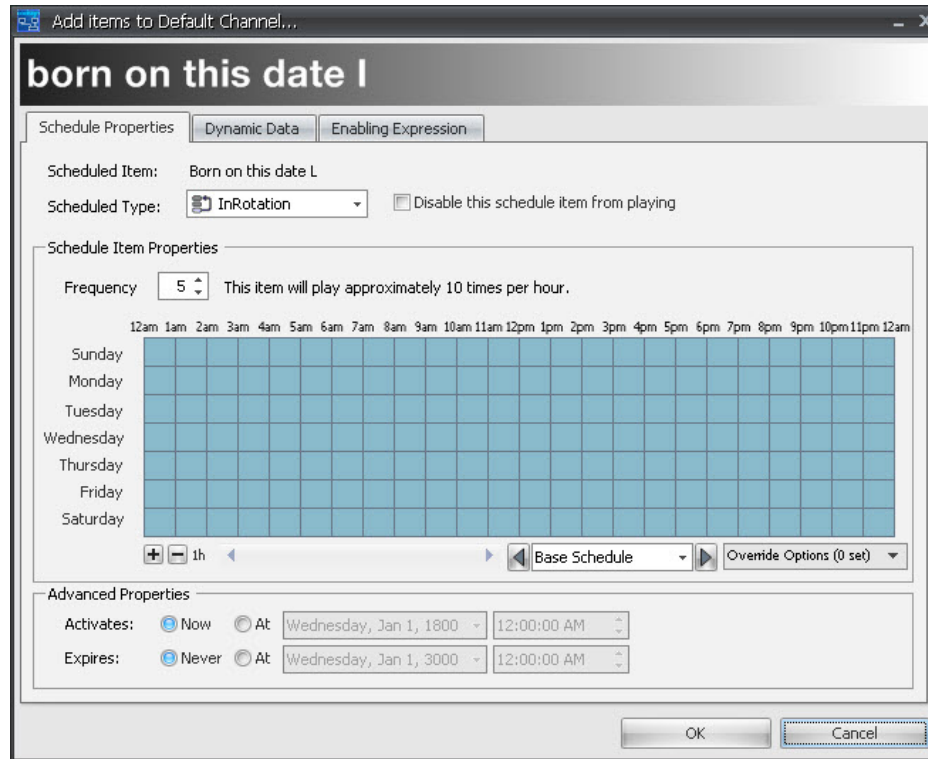 Add items to Default Channel...
born on this date l
Schedule Properties Dynamic Data Enabling Expression
Scheduled Item: Born on this date L
Scheduled Type: InRotation Disable this schedule item from playing
Schedule Item Properties
Frequency 5 This item will play approximately 10 times per hour.
12am 1am 2am 3am 4am 5am 6am 7am 8am 9am 10am 11am 12pm 1pm 2pm 3pm 4pm 5pm 6pm 7pm 8pm 9pm 10pm 11pm 12am
Sunday
Monday
Tuesday
Wednesday
Thursday
Friday
Saturday
1h Base Schedule Override Options (0 set)
Advanced Properties
Activates: Now At Wednesday, Jan 1, 1800 12:00:00 AM
Expires: Never At Wednesday, Jan 1, 3000 12:00:00 AM
OK Cancel